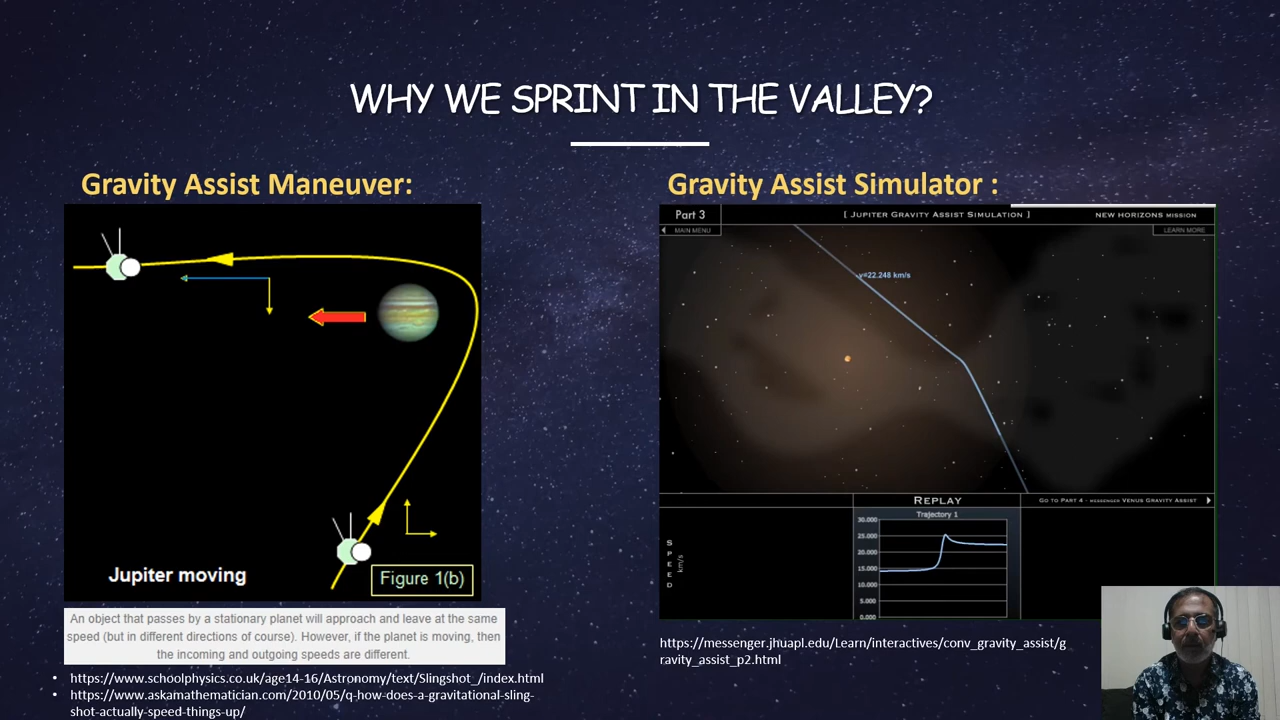 WHY WE SPRINT IN THE VALLEY?
Gravity Assist Maneuver:
Jupiter moving
Figure 1(b)
An object that passes by a stationary planet will approach and leave at the same
speed (but in different directions of course). However, if the planet is moving, then
the incoming and outgoing speeds are different.
• https://www.schoolphysics.co.uk/age14-16/Astronomy/text/Slingshot_/index.html
• https://www.askamathematician.com/2010/05/q-how-does-a-gravitational-sling-
shot-actually-speed-things-up/
Gravity Assist Simulator :
Part 3
[ JUPITER GRAVITY ASSIST SIMULATION ]
NEW HORIZONS MISSION
MAIN MENU
LEARN MORE
v=22.248 km/s
REPLAY
GO TO PART 4 - MESSENGER VENUS GRAVITY ASSIST
Trajectory 1
SPEED
km/s
30.000
25.000
20.000
15.000
10.000
5.000
0.000
https://messenger.jhuapl.edu/Learn/interactives/conv_gravity_assist/g
ravity_assist_p2.html